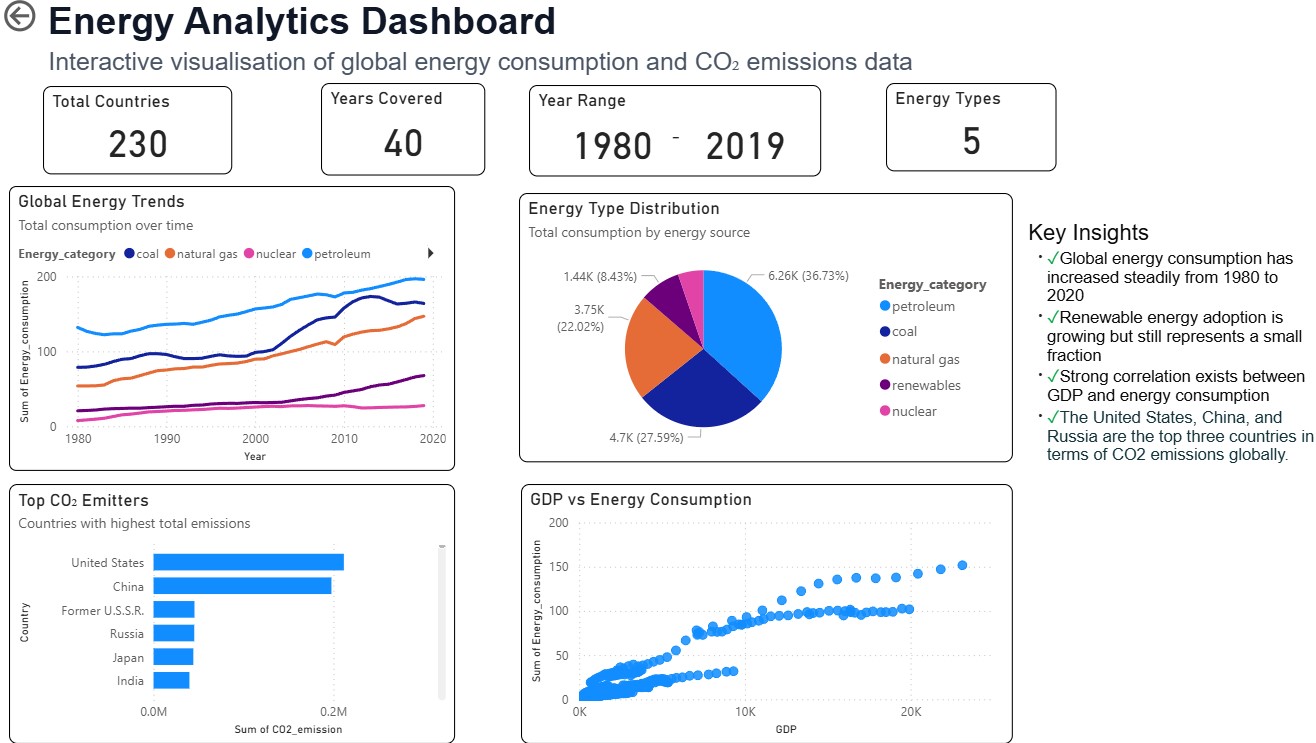 Energy Analytics Dashboard
Interactive visualisation of global energy consumption and CO₂ emissions data
Total Countries
230
Years Covered
40
Year Range
1980 - 2019
Energy Types
5
Global Energy Trends
Total consumption over time
Energy_category coal natural gas nuclear petroleum
Sum of Energy_consumption
200
100
0
1980 1990 2000 2010 2020
Year
Energy Type Distribution
Total consumption by energy source
1.44K (8.43%)
6.26K (36.73%)
3.75K
(22.02%)
4.7K (27.59%)
Energy_category
petroleum
coal
natural gas
renewables
nuclear
Key Insights
· ✓Global energy consumption has
increased steadily from 1980 to
2020
· ✓Renewable energy adoption is
growing but still represents a small
fraction
· ✓Strong correlation exists between
GDP and energy consumption
· ✓The United States, China, and
Russia are the top three countries in
terms of CO2 emissions globally.
Top CO₂ Emitters
Countries with highest total emissions
Country
United States
China
Former U.S.S.R.
Russia
Japan
India
0.0M 0.2M
Sum of CO2_emission
GDP vs Energy Consumption
Sum of Energy_consumption
200
150
100
50
0
0K 10K 20K
GDP